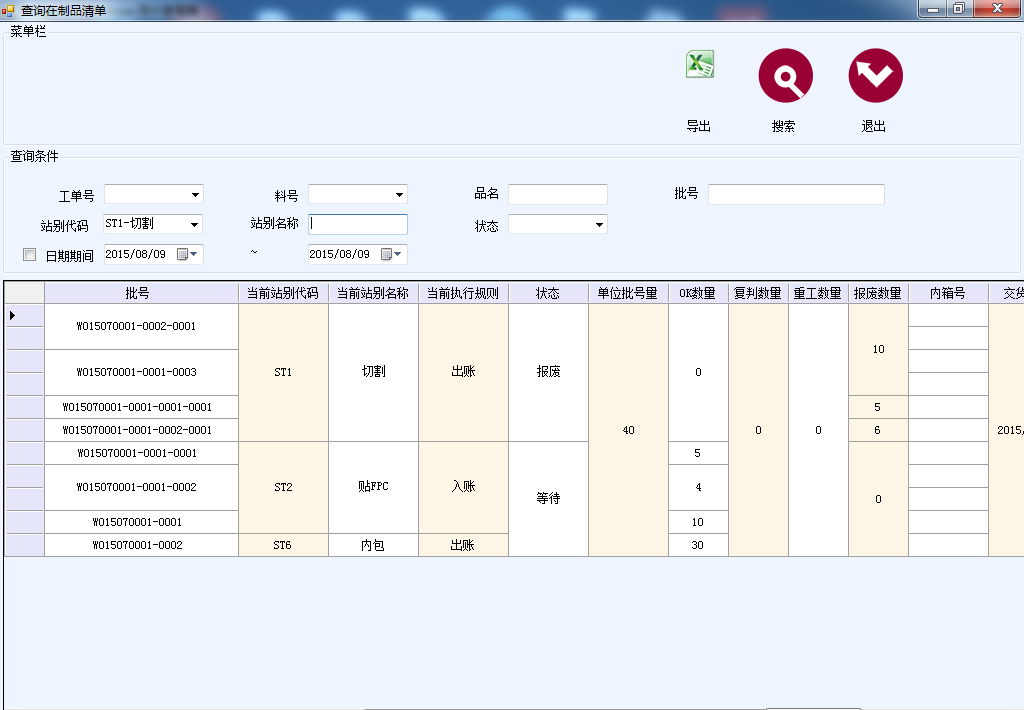 查询在制品清单
菜单栏
导出 搜索 退出
查询条件
工单号 料号 品名 批号
站别代码 ST1-切割 站别名称 状态
日期期间 2015/08/09 ~ 2015/08/09
批号 当前站别代码 当前站别名称 当前执行规则 状态 单位批号量 OK数量 复判数量 重工数量 报废数量 内箱号 交货
W015070001-0002-0001
10
W015070001-0001-0003 ST1 切割 出账 报废 0
W015070001-0001-0001-0001 5
W015070001-0001-0002-0001 40 0 0 6 2015/
W015070001-0001-0001 5
W015070001-0001-0002 ST2 贴FPC 入账 4
等待 0
W015070001-0001 10
W015070001-0002 ST6 内包 出账 30